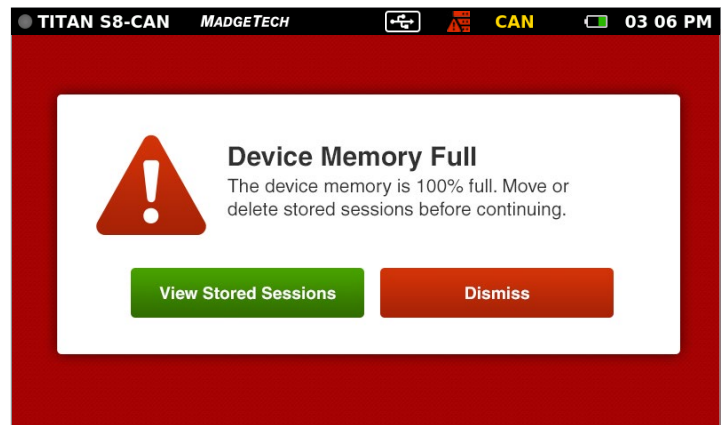 TITAN S8-CAN MADGETECH CAN 03 06 PM
Device Memory Full
The device memory is 100% full. Move or
delete stored sessions before continuing.
View Stored Sessions Dismiss